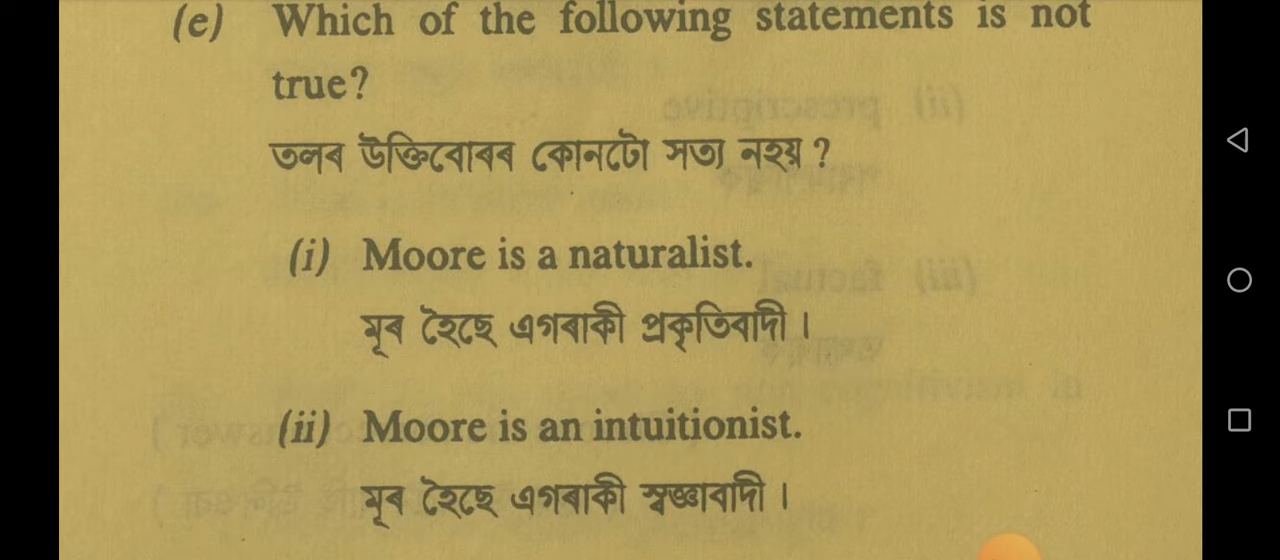 (e) Which of the following statements is not
true?
তলৰ উক্তিবোৰৰ কোনটো সত্য নহয় ?
(i) Moore is a naturalist.
মূৰ হৈছে এগৰাকী প্ৰকৃতিবাদী ।
(ii) Moore is an intuitionist.
মূৰ হৈছে এগৰাকী স্বজ্ঞাবাদী ।